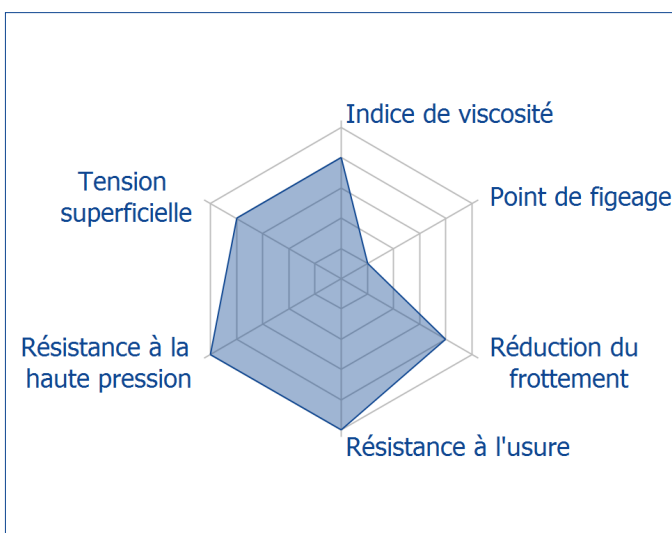 Indice de viscosité
Point de figeage
Réduction du
frottement
Résistance à l'usure
Résistance à la
haute pression
Tension
superficielle